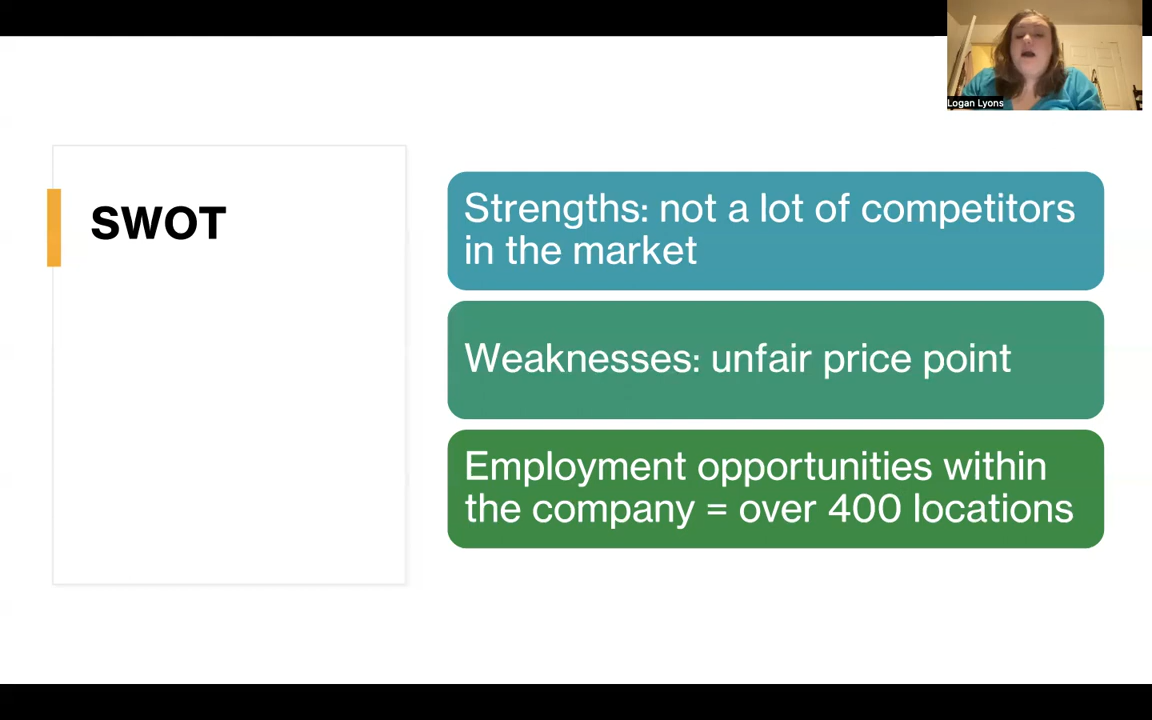 Logan Lyons
SWOT
Strengths: not a lot of competitors
in the market
Weaknesses: unfair price point
Employment opportunities within
the company = over 400 locations